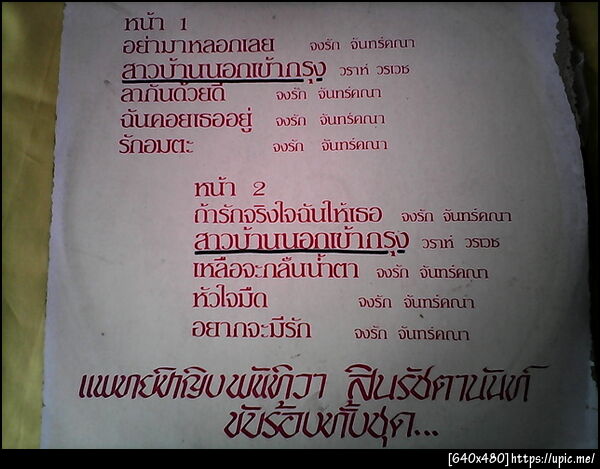 หน้า 1
อย่ามาหลอกเลย จงรัก จันทร์คณา
สาวบ้านนอกเข้ากรุง วราห์ วรเวช
ลากันด้วยดี จงรัก จันทร์คณา
ฉันคอยเธออยู่ จงรัก จันทร์คณา
รักอมตะ จงรัก จันทร์คณา
หน้า 2
ถ้ารักจริงใจฉันให้เธอ จงรัก จันทร์คณา
สาวบ้านนอกเข้ากรุง วราห์ วรเวช
เหลือจะกลั้นน้ำตา จงรัก จันทร์คณา
หัวใจมืด จงรัก จันทร์คณา
อยากจะมีรัก จงรัก จันทร์คณา
แพทย์หญิงพันทิวา สินรัชตานันท์
ขับร้องทั้งชุด...
[640x480]https://upic.me/